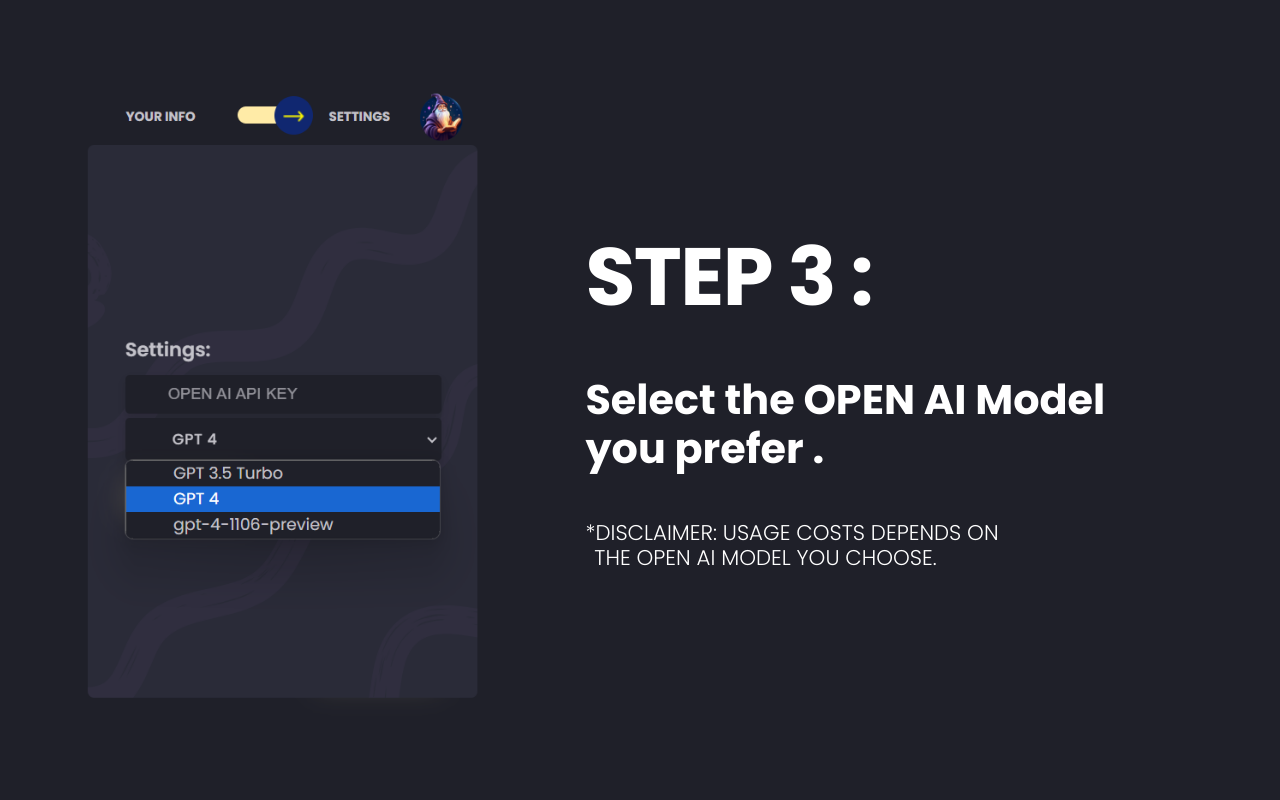 YOUR INFO
SETTINGS
Settings:
OPEN AI API KEY
GPT 4
GPT 3.5 Turbo
GPT 4
gpt-4-1106-preview
STEP 3 :
Select the OPEN AI Model
you prefer .
*DISCLAIMER: USAGE COSTS DEPENDS ON
THE OPEN AI MODEL YOU CHOOSE.